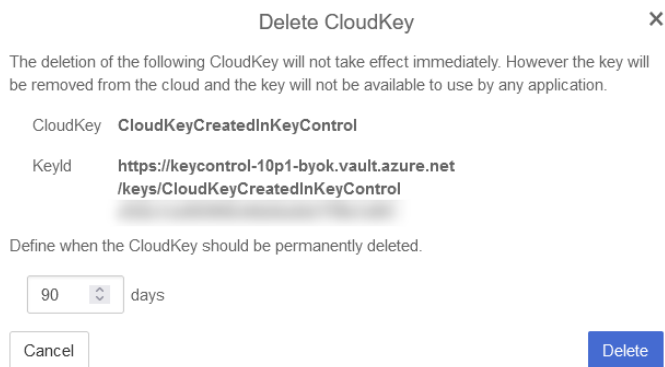 Delete CloudKey
The deletion of the following CloudKey will not take effect immediately. However the key will
be removed from the cloud and the key will not be available to use by any application.
CloudKey CloudKeyCreatedInKeyControl
KeyId https://keycontrol-10p1-byok.vault.azure.net
/keys/CloudKeyCreatedInKeyControl
Define when the CloudKey should be permanently deleted.
90 days
Cancel Delete